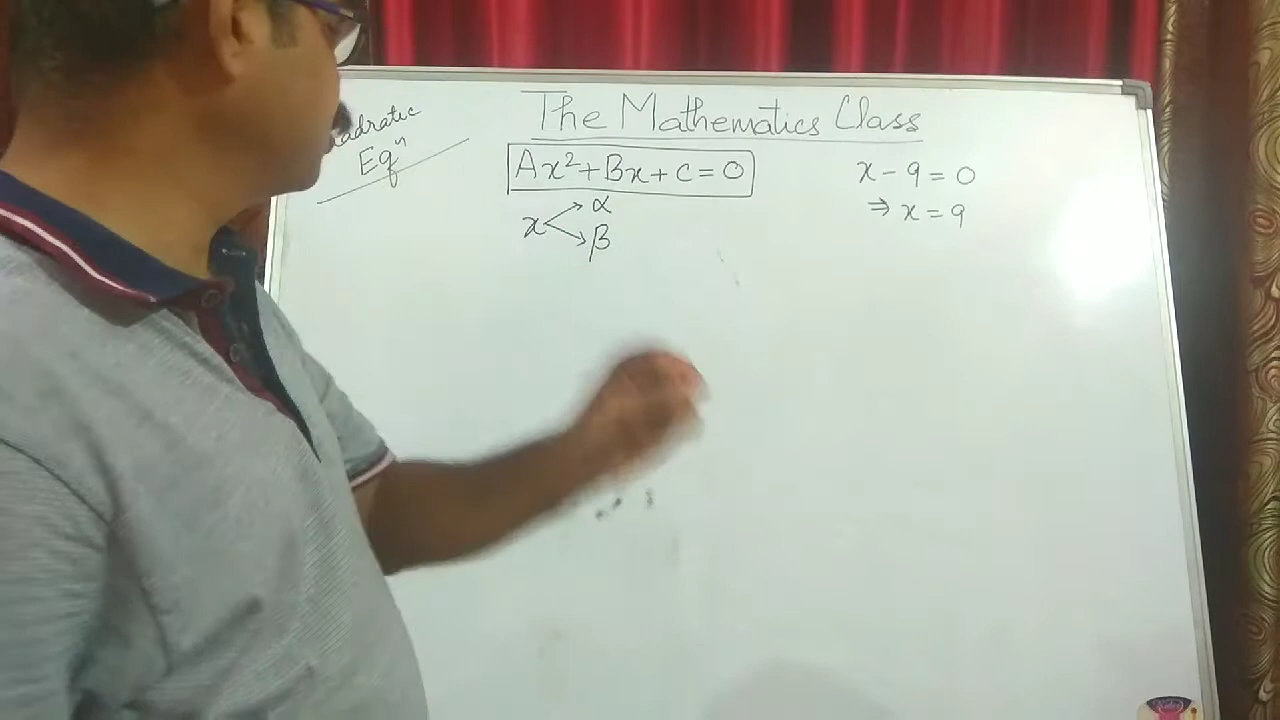 The Mathematics Class
Eqⁿ
Ax²+Bx+C=0
x α
β
x-9=0
⇒ x=9